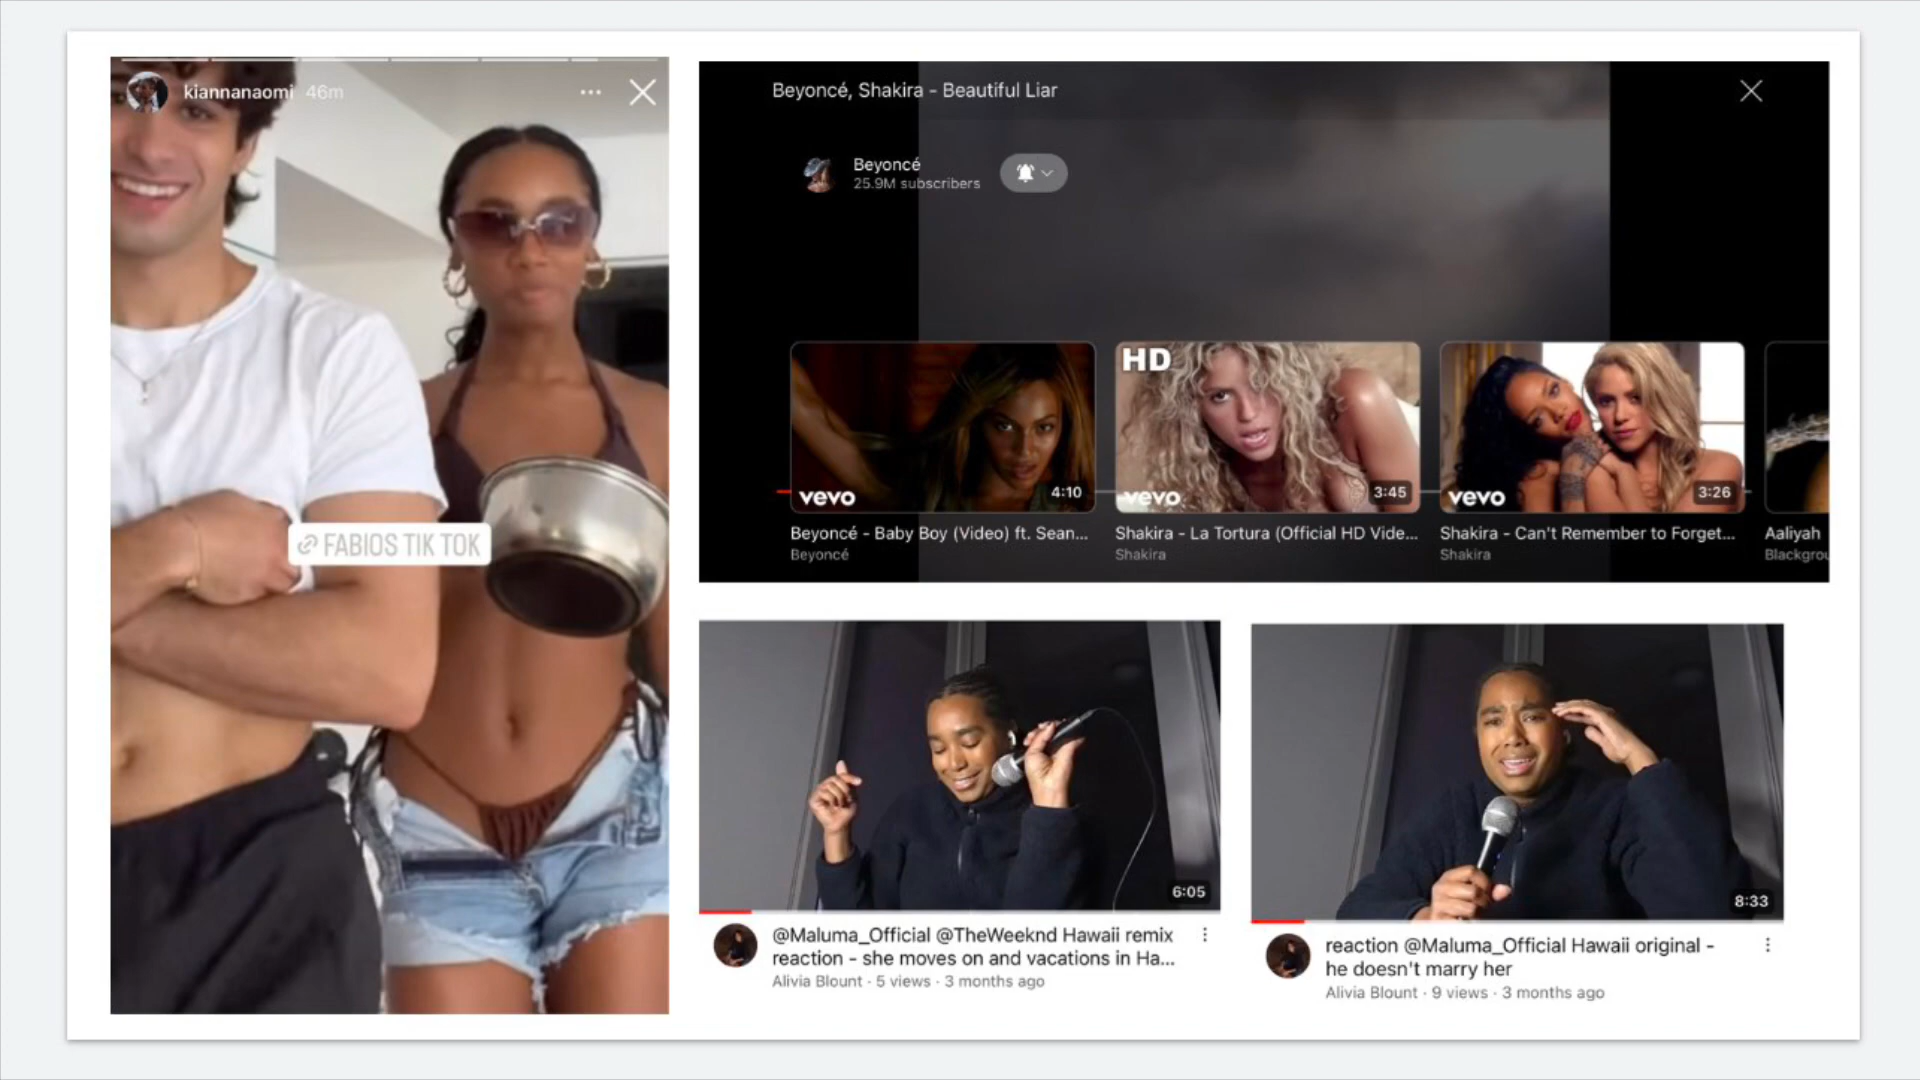 kiannanaomi 46m
FABIOS TIK TOK
Beyoncé, Shakira - Beautiful Liar
Beyoncé
25.9M subscribers
HD
vevo 4:10
vevo 3:45
vevo 3:26
Beyoncé - Baby Boy (Video) ft. Sean...
Beyoncé
Shakira - La Tortura (Official HD Vide...
Shakira
Shakira - Can't Remember to Forget...
Shakira
Aaliyah
Blackgrou
6:05
@Maluma_Official @TheWeeknd Hawaii remix
reaction - she moves on and vacations in Ha...
Alivia Blount · 5 views · 3 months ago
8:33
reaction @Maluma_Official Hawaii original -
he doesn't marry her
Alivia Blount · 9 views · 3 months ago